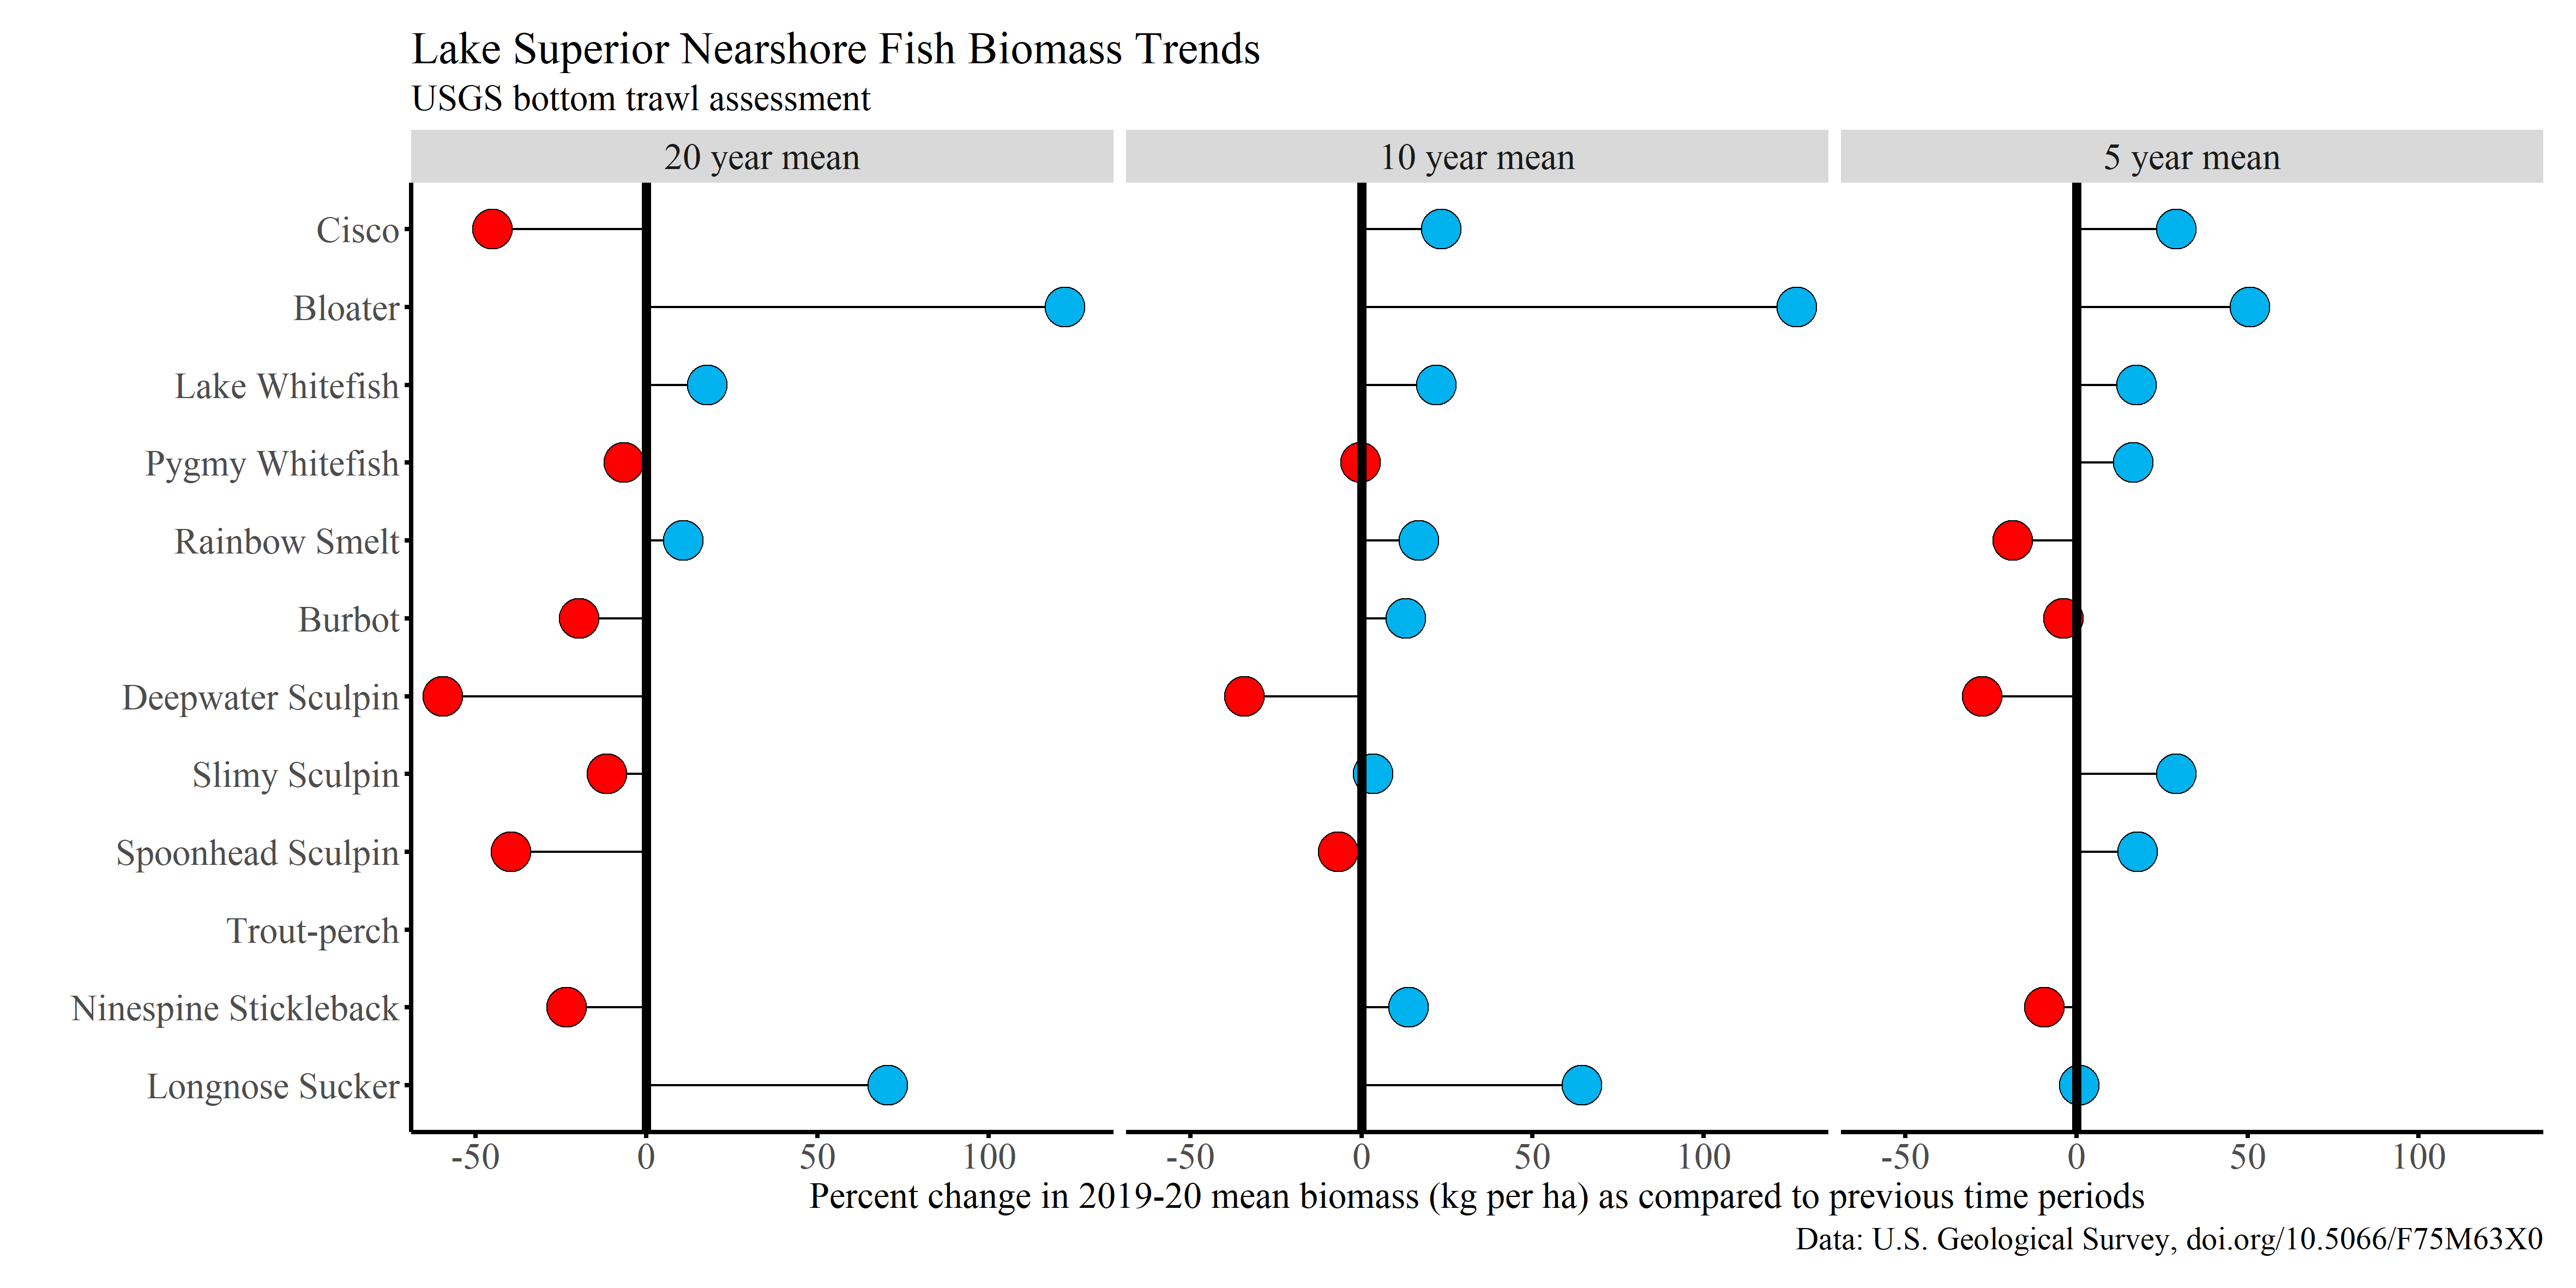 Lake Superior Nearshore Fish Biomass Trends
USGS bottom trawl assessment
20 year mean
10 year mean
5 year mean
Cisco
Bloater
Lake Whitefish
Pygmy Whitefish
Rainbow Smelt
Burbot
Deepwater Sculpin
Slimy Sculpin
Spoonhead Sculpin
Trout-perch
Ninespine Stickleback
Longnose Sucker
-50 0 50 100
-50 0 50 100
-50 0 50 100
Percent change in 2019-20 mean biomass (kg per ha) as compared to previous time periods
Data: U.S. Geological Survey, doi.org/10.5066/F75M63X0